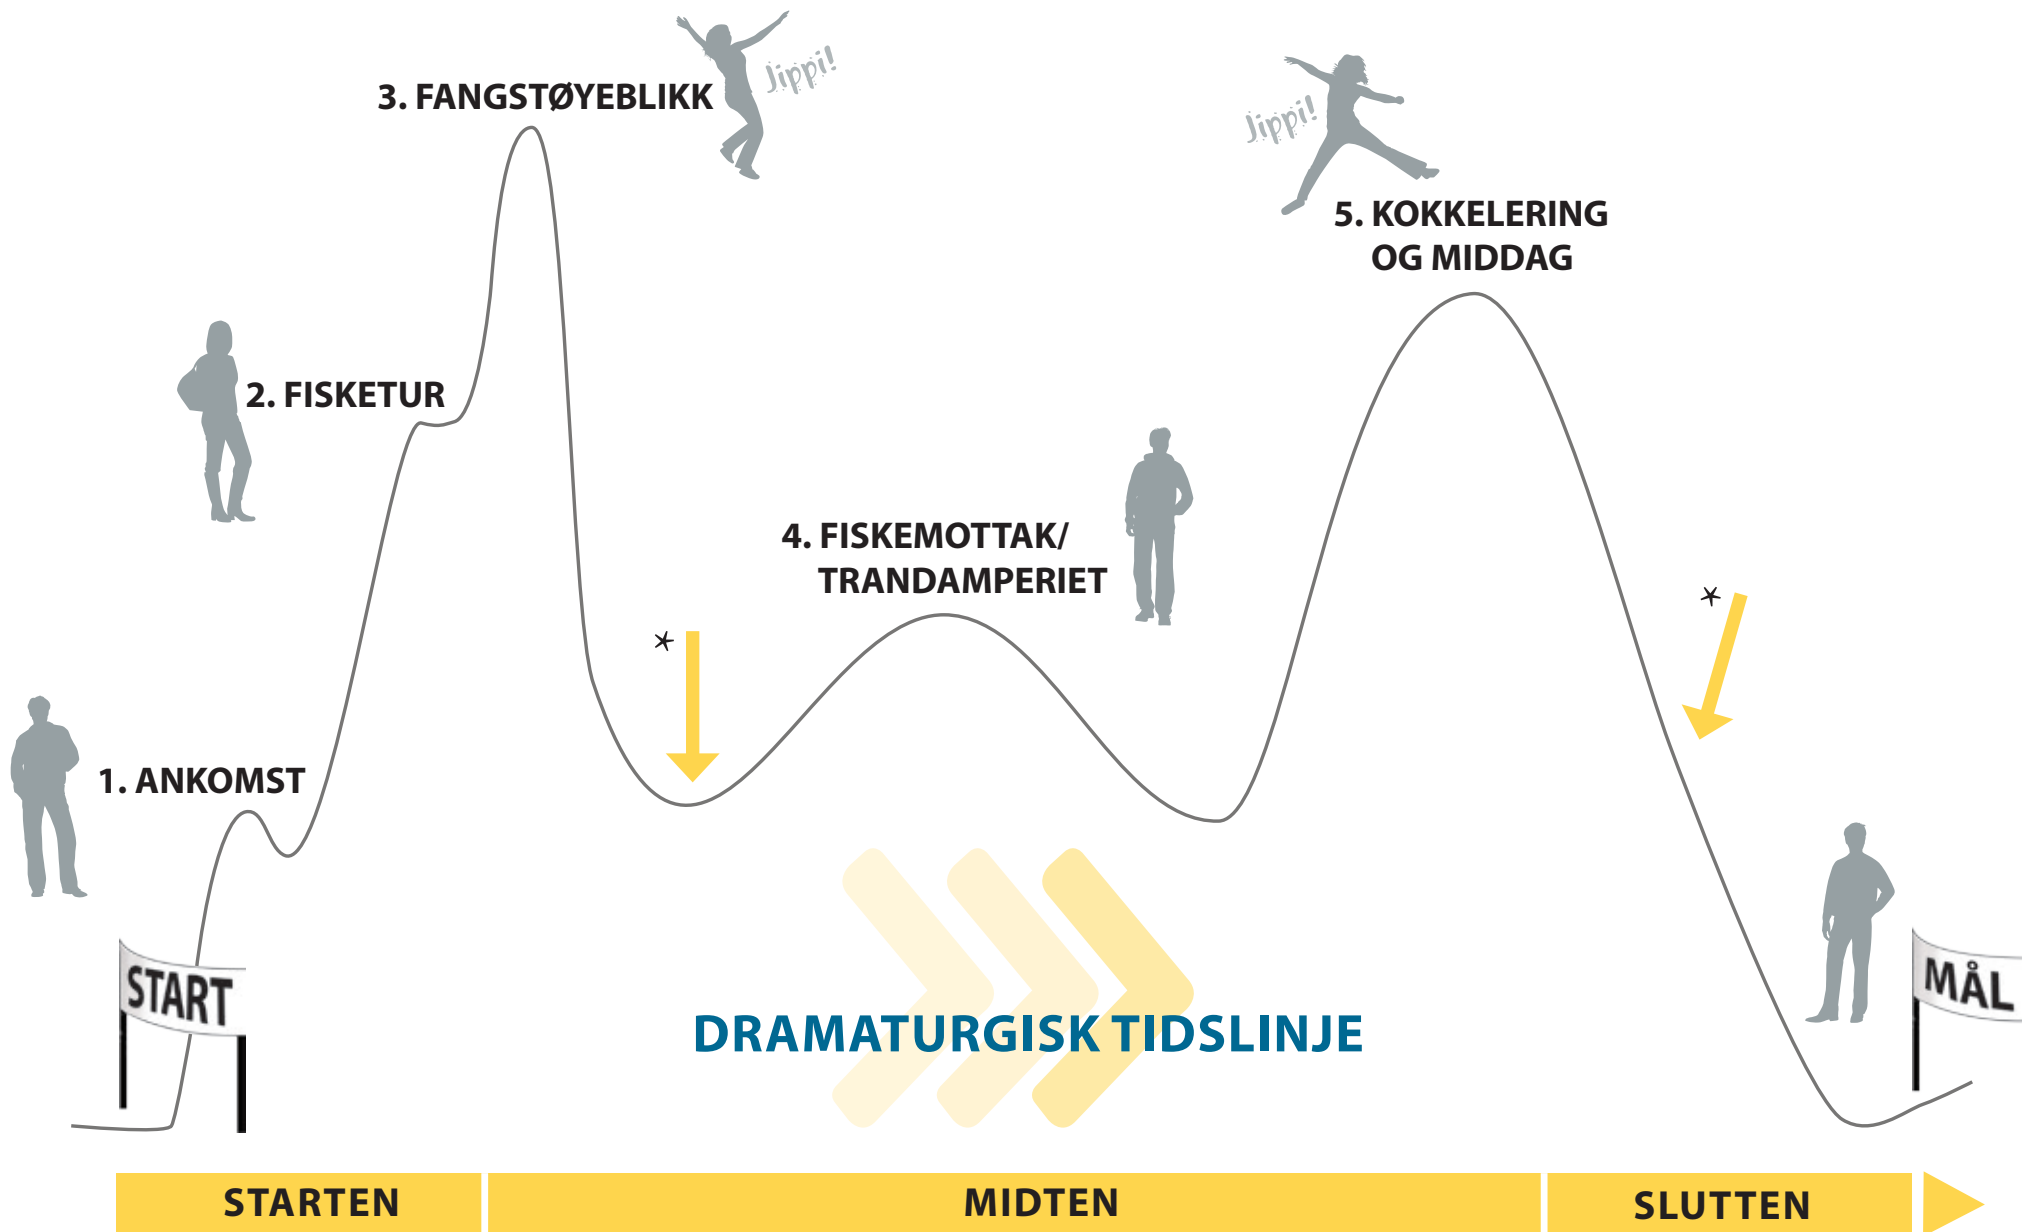 3. FANGSTØYEBLIKK
Jippi!
Jippi!
5. KOKKELERING
OG MIDDAG
2. FISKETUR
4. FISKEMOTTAK/
TRANDAMPERIET
*
*
1. ANKOMST
START
MÅL
DRAMATURGISK TIDSLINJE
STARTEN
MIDTEN
SLUTTEN